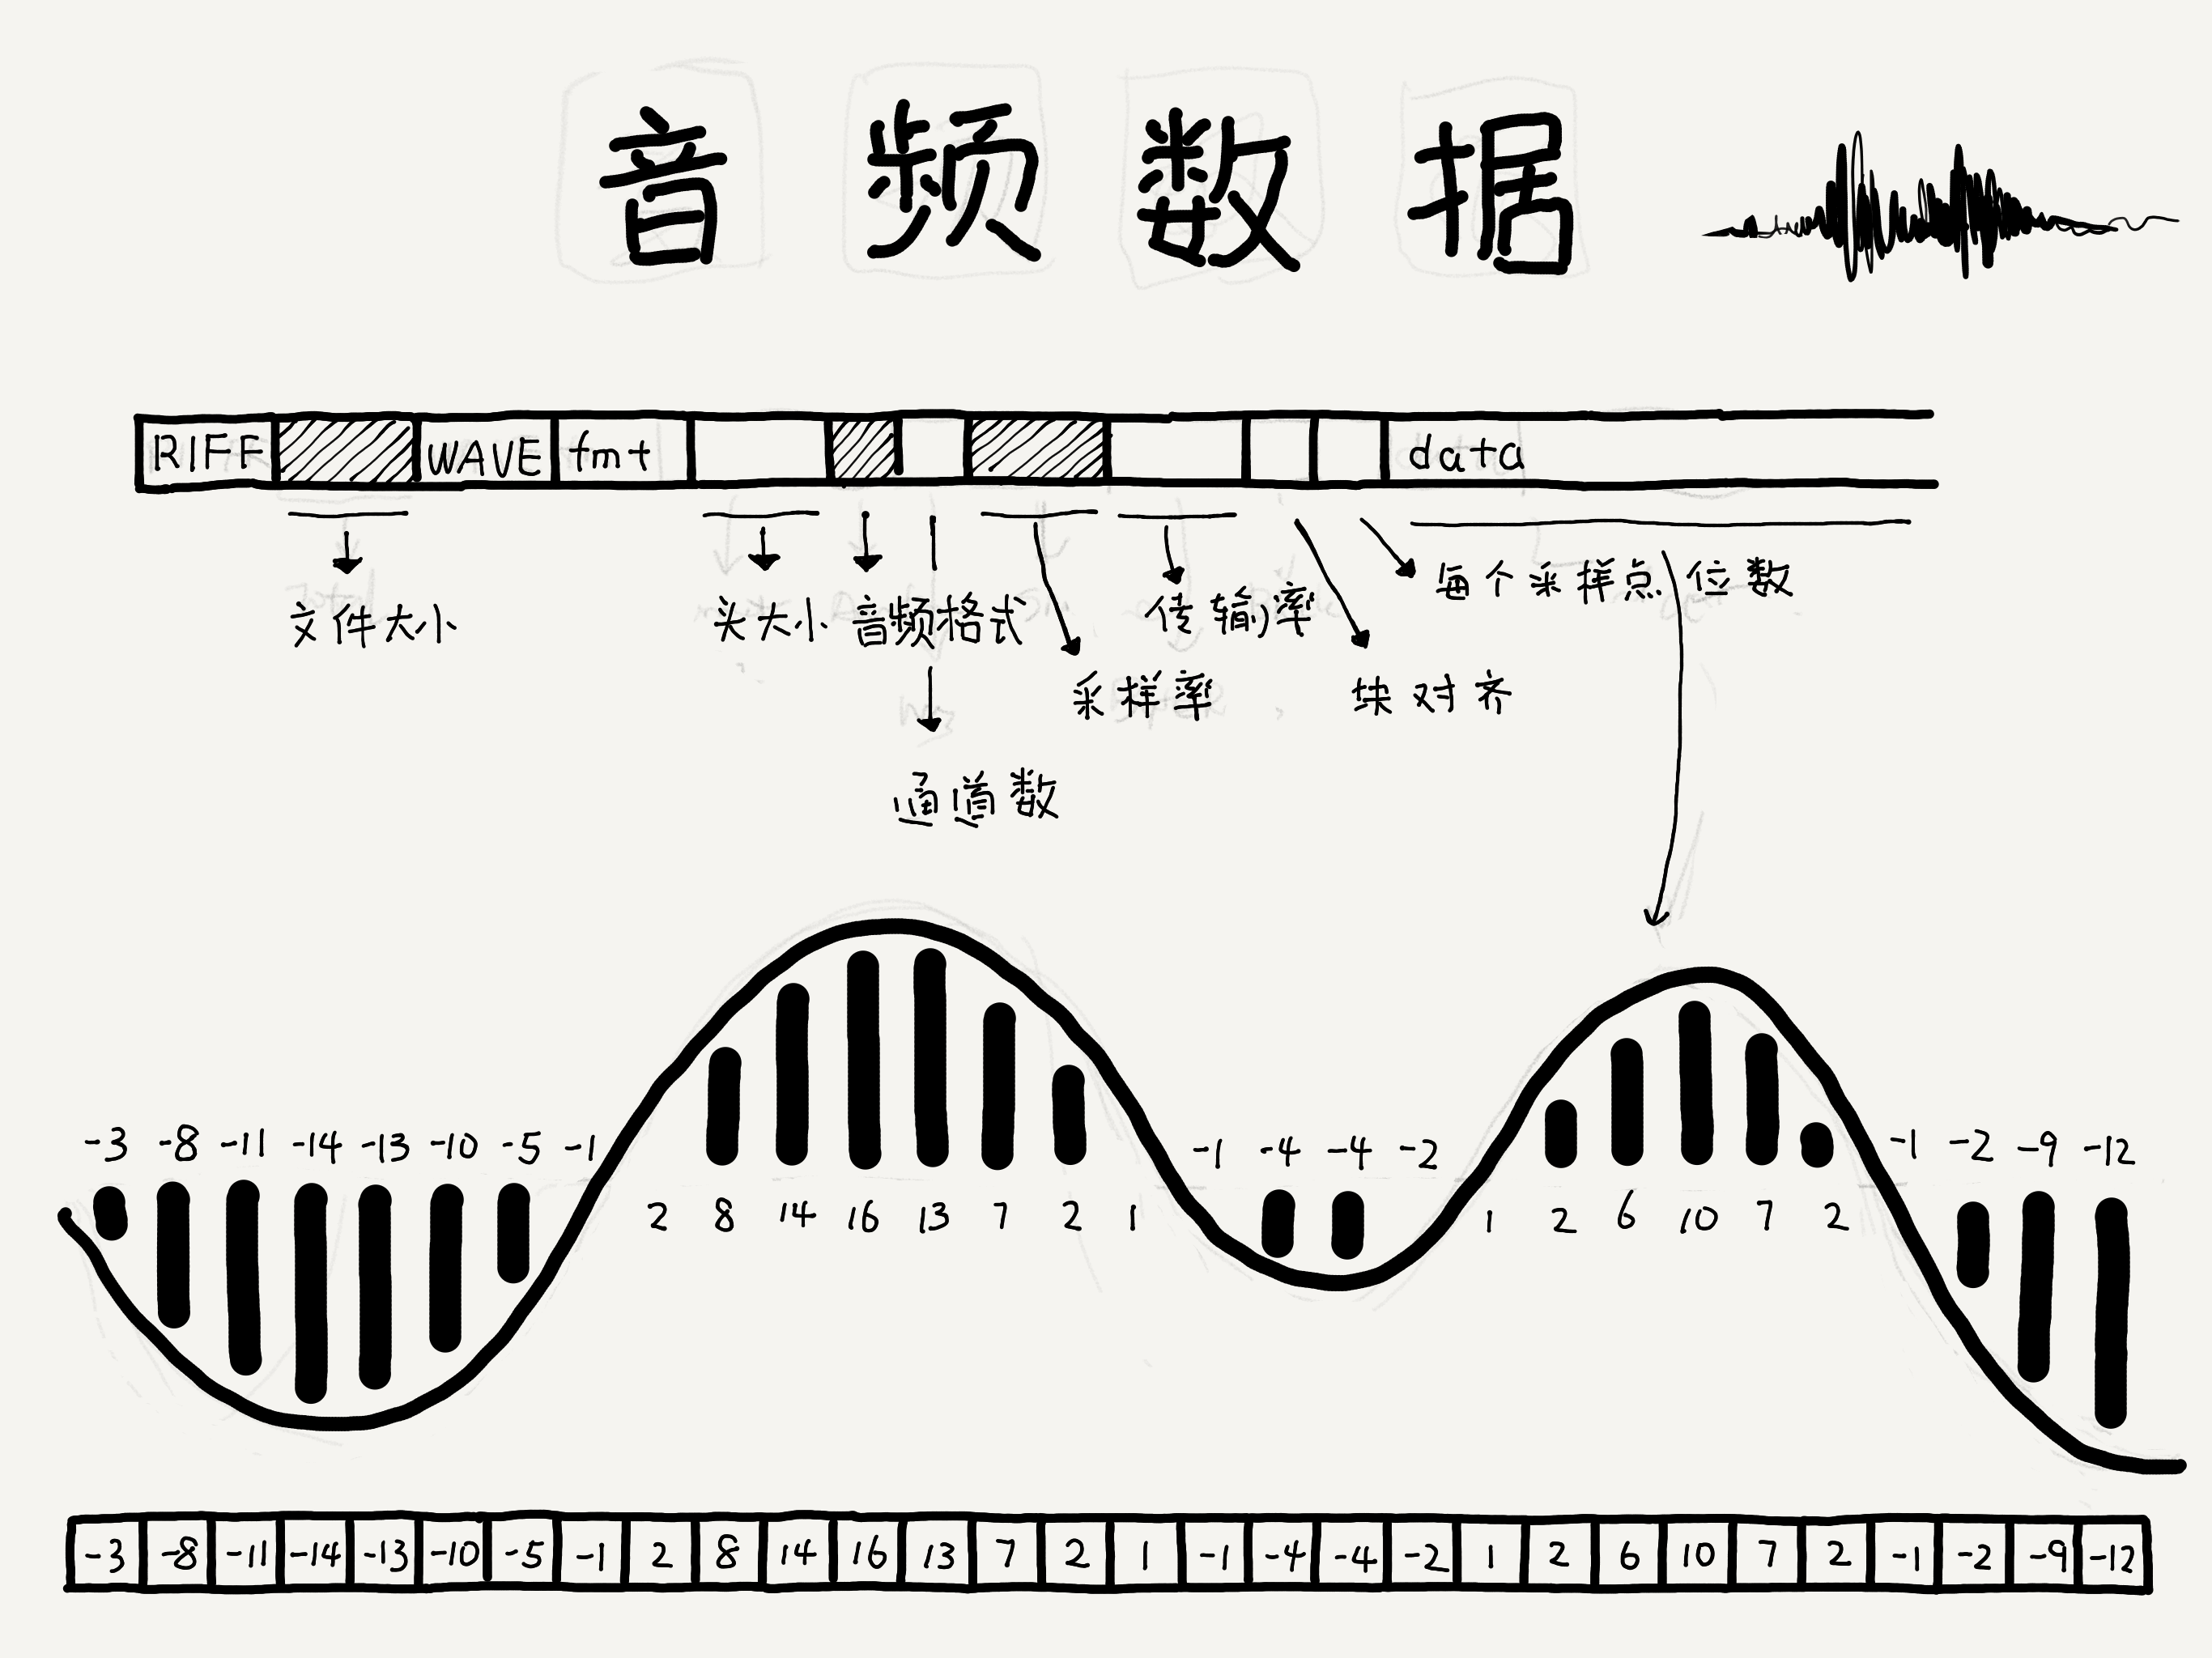 音频数据
RIFF WAVE fmt data
每个采样点位数
文件大小 头大小 音频格式 传输率
采样率 块对齐
通道数
-3 -8 -11 -14 -13 -10 -5 -1 -1 -4 -4 -2 -1 -2 -9 -12
2 8 14 16 13 7 2 1 1 2 6 10 7 2
-3 -8 -11 -14 -13 -10 -5 -1 2 8 14 16 13 7 2 1 -1 -4 -4 -2 1 2 6 10 7 2 -1 -2 -9 -12